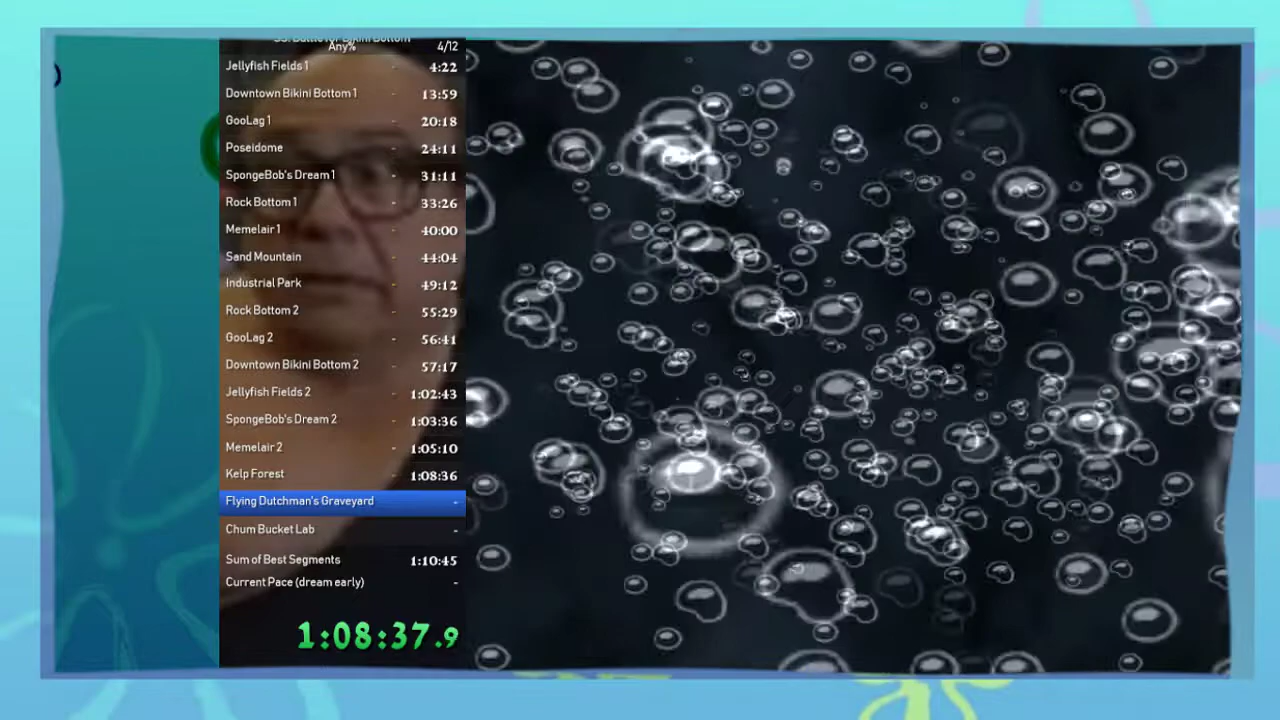 Any% 4/12
Jellyfish Fields 1 - 4:22
Downtown Bikini Bottom 1 - 13:59
GooLag 1 - 20:18
Poseidome - 24:11
SpongeBob's Dream 1 - 31:11
Rock Bottom 1 - 33:26
Memelair 1 - 40:00
Sand Mountain - 44:04
Industrial Park - 49:12
Rock Bottom 2 - 55:29
GooLag 2 - 56:41
Downtown Bikini Bottom 2 - 57:17
Jellyfish Fields 2 - 1:02:43
SpongeBob's Dream 2 - 1:03:36
Memelair 2 - 1:05:10
Kelp Forest - 1:08:36
Flying Dutchman's Graveyard -
Chum Bucket Lab -
Sum of Best Segments 1:10:45
Current Pace (dream early) -
1:08:37.9